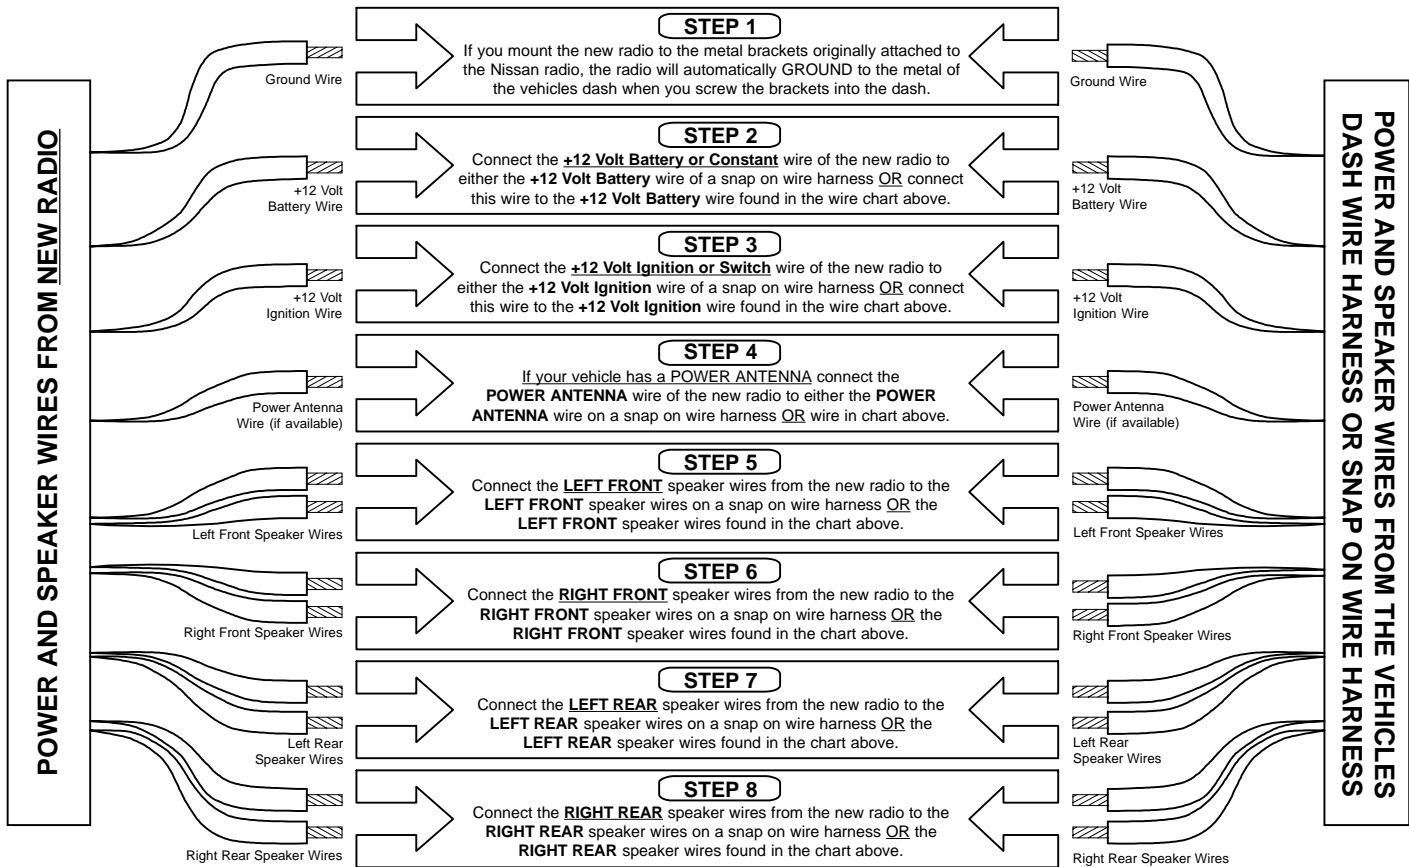 POWER AND SPEAKER WIRES FROM NEW RADIO
STEP 1
If you mount the new radio to the metal brackets originally attached to
the Nissan radio, the radio will automatically GROUND to the metal of
the vehicles dash when you screw the brackets into the dash.
Ground Wire
Ground Wire
STEP 2
Connect the +12 Volt Battery or Constant wire of the new radio to
either the +12 Volt Battery wire of a snap on wire harness OR connect
this wire to the +12 Volt Battery wire found in the wire chart above.
+12 Volt
Battery Wire
+12 Volt
Battery Wire
STEP 3
Connect the +12 Volt Ignition or Switch wire of the new radio to
either the +12 Volt Ignition wire of a snap on wire harness OR connect
this wire to the +12 Volt Ignition wire found in the wire chart above.
+12 Volt
Ignition Wire
+12 Volt
Ignition Wire
STEP 4
If your vehicle has a POWER ANTENNA connect the
POWER ANTENNA wire of the new radio to either the POWER
ANTENNA wire on a snap on wire harness OR wire in chart above.
Power Antenna
Wire (if available)
Power Antenna
Wire (if available)
STEP 5
Connect the LEFT FRONT speaker wires from the new radio to the
LEFT FRONT speaker wires on a snap on wire harness OR the
LEFT FRONT speaker wires found in the chart above.
Left Front Speaker Wires
Left Front Speaker Wires
STEP 6
Connect the RIGHT FRONT speaker wires from the new radio to the
RIGHT FRONT speaker wires on a snap on wire harness OR the
RIGHT FRONT speaker wires found in the chart above.
Right Front Speaker Wires
Right Front Speaker Wires
STEP 7
Connect the LEFT REAR speaker wires from the new radio to the
LEFT REAR speaker wires on a snap on wire harness OR the
LEFT REAR speaker wires found in the chart above.
Left Rear
Speaker Wires
Left Rear
Speaker Wires
STEP 8
Connect the RIGHT REAR speaker wires from the new radio to the
RIGHT REAR speaker wires on a snap on wire harness OR the
RIGHT REAR speaker wires found in the chart above.
Right Rear Speaker Wires
Right Rear Speaker Wires
POWER AND SPEAKER WIRES FROM THE VEHICLES
DASH WIRE HARNESS OR SNAP ON WIRE HARNESS